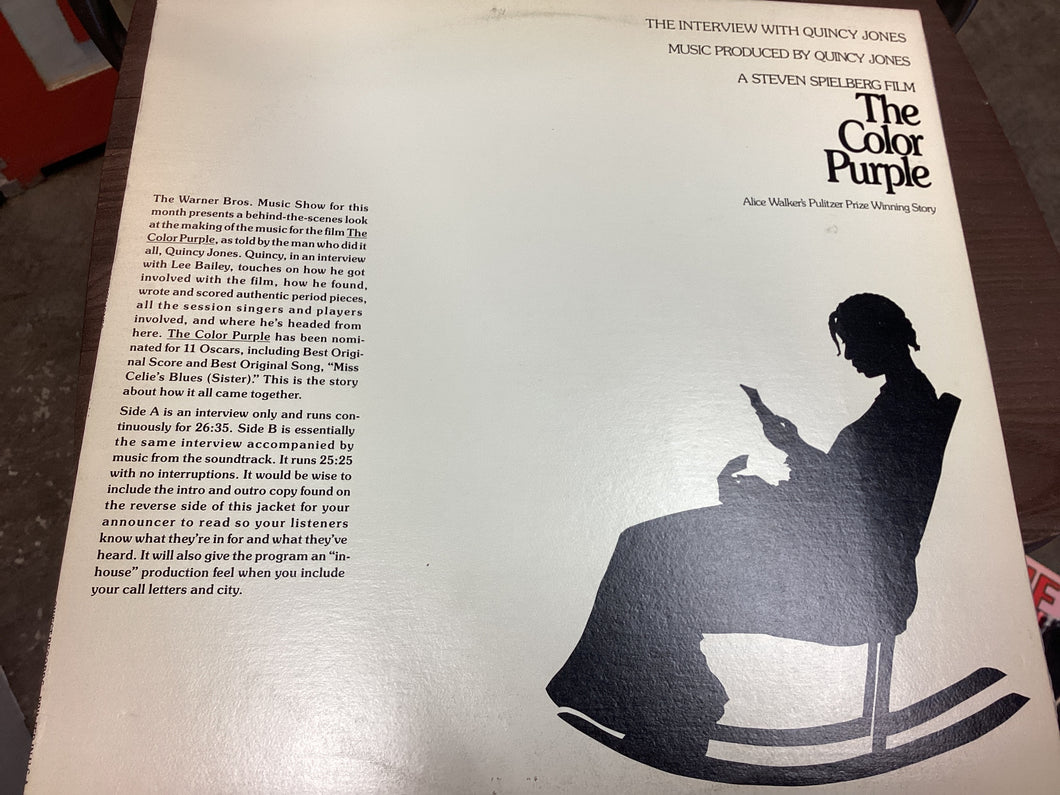 THE INTERVIEW WITH QUINCY JONES
MUSIC PRODUCED BY QUINCY JONES
A STEVEN SPIELBERG FILM
The
Color
Purple
Alice Walker's Pulitzer Prize Winning Story
The Warner Bros. Music Show for this
month presents a behind-the-scenes look
at the making of the music for the film The
Color Purple, as told by the man who did it
all, Quincy Jones. Quincy, in an interview
with Lee Bailey, touches on how he got
involved with the film, how he found,
wrote and scored authentic period pieces,
all the session singers and players
involved, and where he's headed from
here. The Color Purple has been nomi-
nated for 11 Oscars, including Best Origi-
nal Score and Best Original Song, "Miss
Celie's Blues (Sister)." This is the story
about how it all came together.
Side A is an interview only and runs con-
tinuously for 26:35. Side B is essentially
the same interview accompanied by
music from the soundtrack. It runs 25:25
with no interruptions. It would be wise to
include the intro and outro copy found on
the reverse side of this jacket for your
announcer to read so your listeners
know what they're in for and what they've
heard. It will also give the program an "in-
house" production feel when you include
your call letters and city.